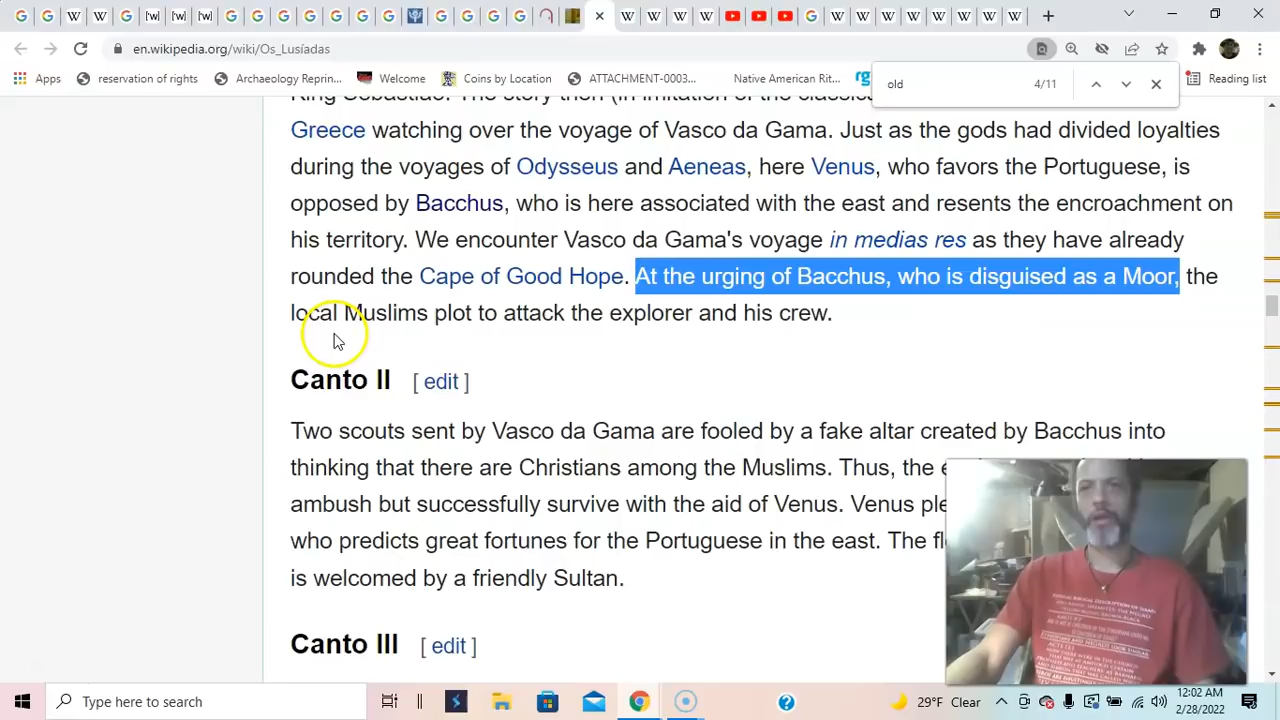 en.wikipedia.org/wiki/Os_Lusíadas
Apps
reservation of rights
Archaeology Reprin...
Welcome
Coins by Location
ATTACHMENT-0003...
Native American Rit...
Reading list
old 4/11
Greece watching over the voyage of Vasco da Gama. Just as the gods had divided loyalties
during the voyages of Odysseus and Aeneas, here Venus, who favors the Portuguese, is
opposed by Bacchus, who is here associated with the east and resents the encroachment on
his territory. We encounter Vasco da Gama's voyage in medias res as they have already
rounded the Cape of Good Hope. At the urging of Bacchus, who is disguised as a Moor, the
local Muslims plot to attack the explorer and his crew.
Canto II [ edit ]
Two scouts sent by Vasco da Gama are fooled by a fake altar created by Bacchus into
thinking that there are Christians among the Muslims. Thus, the
ambush but successfully survive with the aid of Venus. Venus
who predicts great fortunes for the Portuguese in the east. The
is welcomed by a friendly Sultan.
Canto III [ edit ]
Type here to search
29°F Clear
12:02 AM
2/28/2022